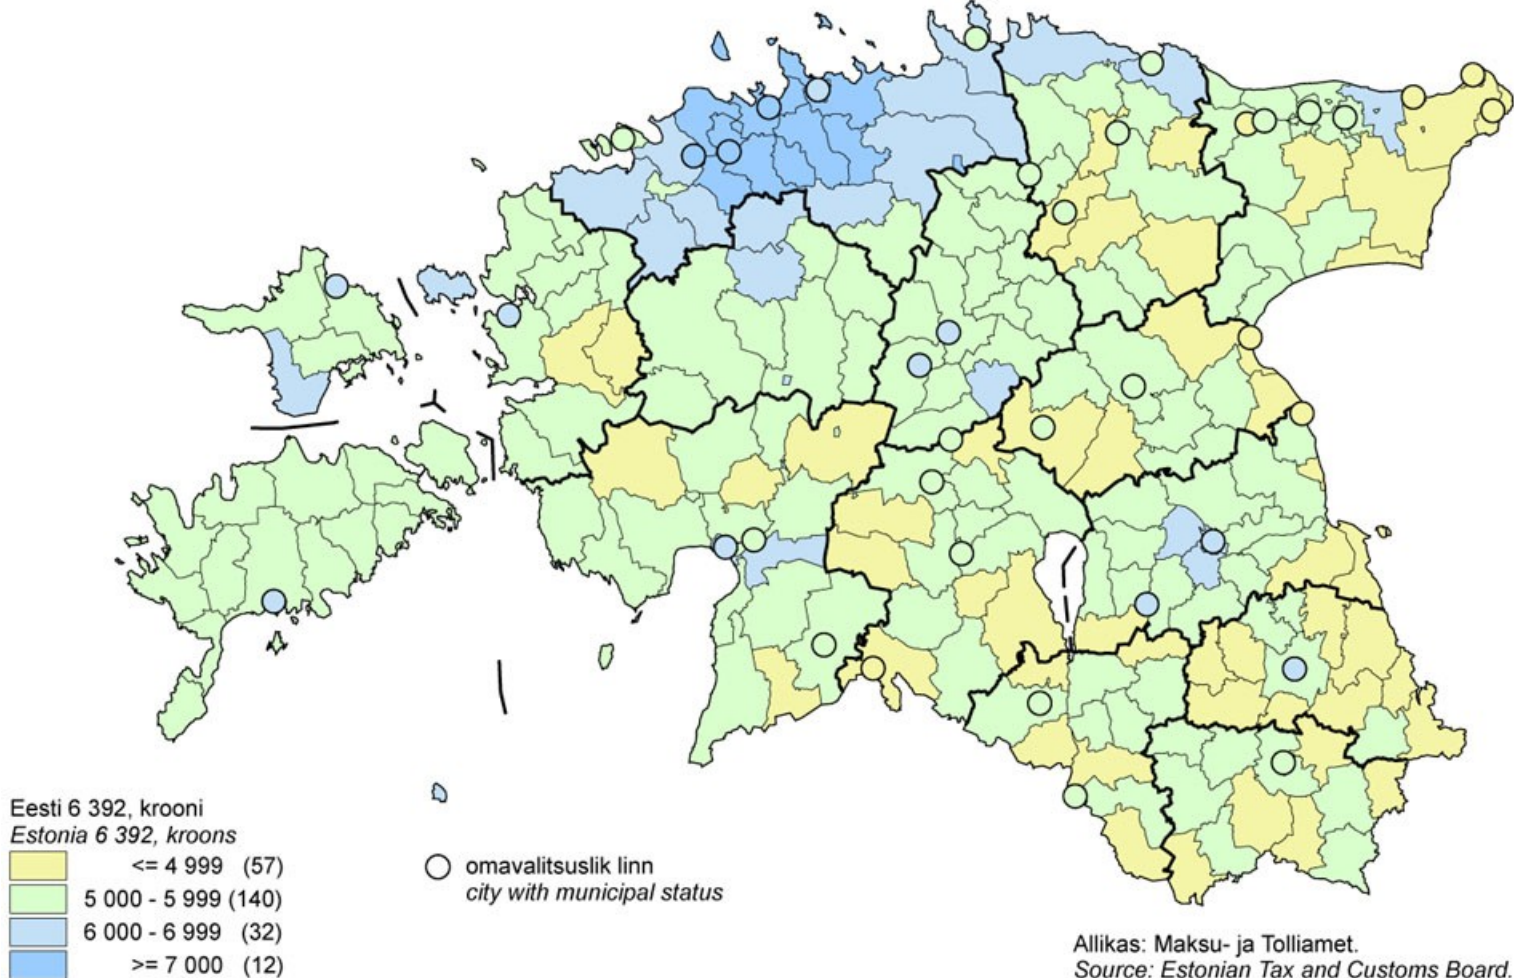 Eesti 6 392, krooni
Estonia 6 392, kroons
<= 4 999 (57)
5 000 - 5 999 (140)
6 000 - 6 999 (32)
>= 7 000 (12)
omavalitsuslik linn
city with municipal status
Allikas: Maksu- ja Tolliamet.
Source: Estonian Tax and Customs Board.